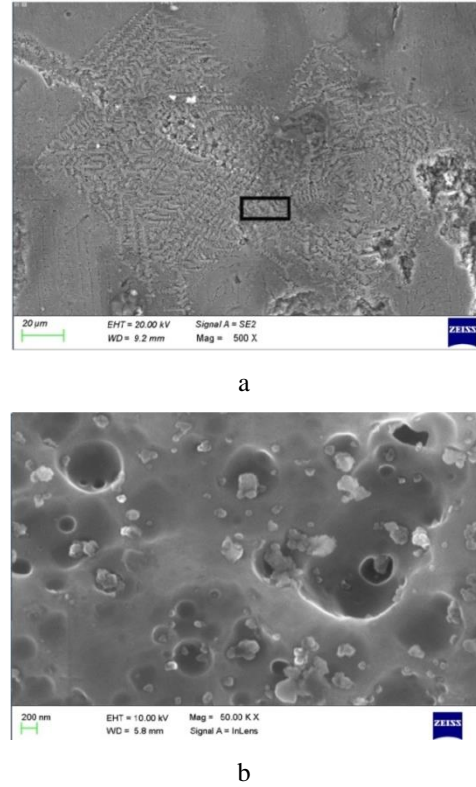 20 µm
EHT = 20.00 kV Signal A = SE2
WD = 9.2 mm Mag = 500 X
ZEISS
a
200 nm
EHT = 10.00 kV Mag = 50.00 K X
WD = 5.8 mm Signal A = InLens
ZEISS
b